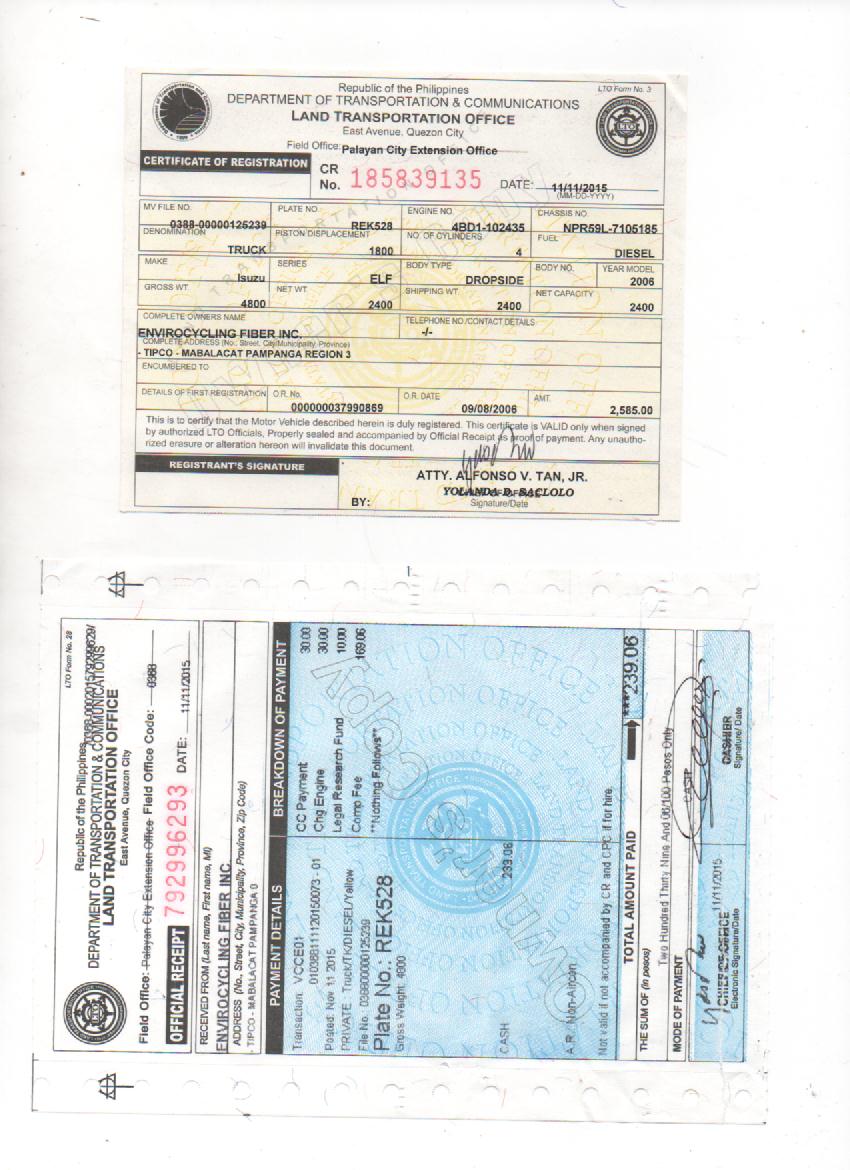 Republic of the Philippines
LTO Form No. 3
DEPARTMENT OF TRANSPORTATION & COMMUNICATIONS
LAND TRANSPORTATION OFFICE
East Avenue, Quezon City
Field Office: Palayan City Extension Office
CERTIFICATE OF REGISTRATION
CR No. 185839135 DATE: 11/11/2015
(MM-DD-YYYY)
MV FILE NO. PLATE NO. ENGINE NO. CHASSIS NO.
0388-00000125239 REK528 4BD1-102435 NPR59L-7105185
DENOMINATION PISTON DISPLACEMENT NO. OF CYLINDERS FUEL
TRUCK 1800 4 DIESEL
MAKE SERIES BODY TYPE BODY NO. YEAR MODEL
Isuzu ELF DROPSIDE 2006
GROSS WT. NET WT. SHIPPING WT. NET CAPACITY
4800 2400 2400 2400
COMPLETE OWNERS NAME TELEPHONE NO./CONTACT DETAILS
ENVIROCYCLING FIBER INC. -/-
COMPLETE ADDRESS (No., Street, City/Municipality, Province)
- TIPCO - MABALACAT PAMPANGA REGION 3
ENCUMBERED TO
DETAILS OF FIRST REGISTRATION O.R. No. O.R. DATE AMT.
000000037990869 09/08/2006 2,585.00
This is to certify that the Motor Vehicle described herein is duly registered. This certificate is VALID only when signed
by authorized LTO Officials, Properly sealed and accompanied by Official Receipt as proof of payment. Any unautho-
rized erasure or alteration hereon will invalidate this document.
REGISTRANT'S SIGNATURE
ATTY. ALFONSO V. TAN, JR.
YOLANDA D. SACLOLO
BY: Signature/Date
LTO Form No. 28
Republic of the Philippines
DEPARTMENT OF TRANSPORTATION & COMMUNICATIONS
LAND TRANSPORTATION OFFICE
East Avenue, Quezon City
Field Office: Palayan City Extension Office Field Office Code: 0388
OFFICIAL RECEIPT 792996293 DATE: 11/11/2015
RECEIVED FROM (Last name, First name, MI)
ENVIROCYCLING FIBER INC
ADDRESS (No., Street, City, Municipality, Province, Zip Code)
- TIPCO - MABALACAT PAMPANGA 0
PAYMENT DETAILS BREAKDOWN OF PAYMENT
Transaction: VCCE01
Posted: Nov 11 2015
PRIVATE Truck/TK/DIESEL/Yellow
Plate No.: REK528
Gross Weight: 4800
CASH 239.06
CC Payment 30.00
Chg Engine 30.00
Legal Research Fund 10.00
Comp Fee 169.06
**Nothing Follows**
Owner's Copy
Not valid if not accompanied by CR and CPC if for hire.
TOTAL AMOUNT PAID ***239.06
THE SUM OF (in pesos) Two Hundred Thirty Nine And 06/100 Pesos Only
MODE OF PAYMENT CASH
11/11/2015
Electronic Signature/Date
CASHIER
Signature/ Date